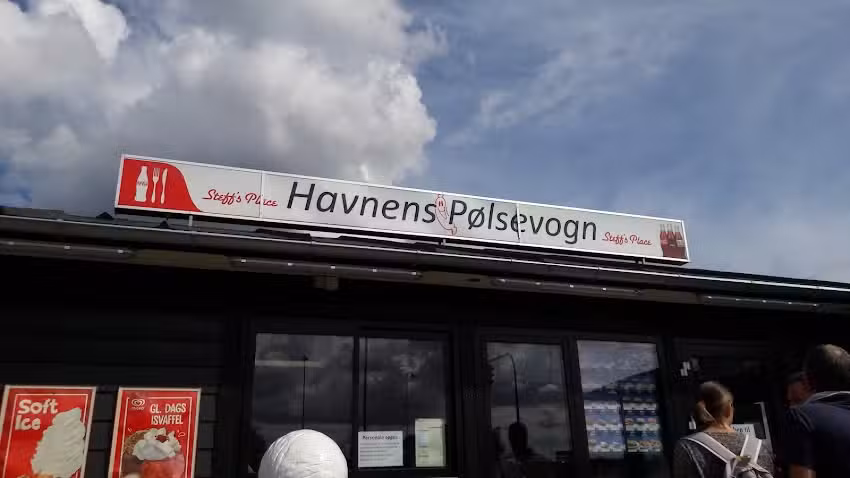 Steff's Place
Havnens Pølsevogn
Steff's Place
Soft
Ice
GL. DAGS
ISVAFFEL